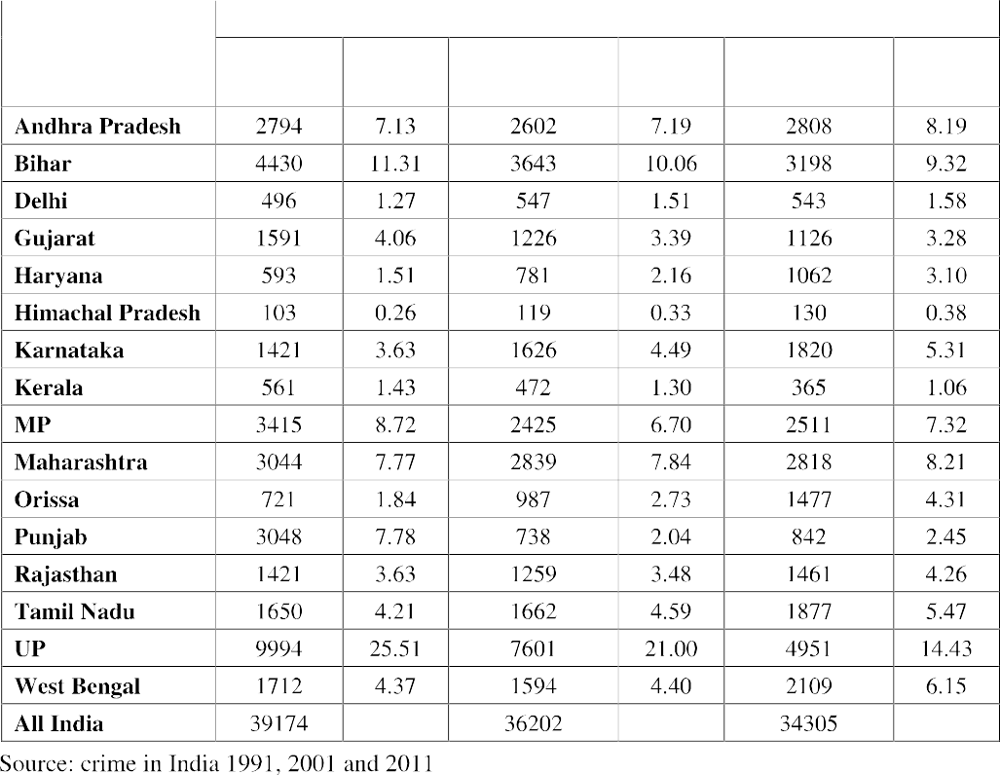 Andhra Pradesh 2794 7.13 2602 7.19 2808 8.19
Bihar 4430 11.31 3643 10.06 3198 9.32
Delhi 496 1.27 547 1.51 543 1.58
Gujarat 1591 4.06 1226 3.39 1126 3.28
Haryana 593 1.51 781 2.16 1062 3.10
Himachal Pradesh 103 0.26 119 0.33 130 0.38
Karnataka 1421 3.63 1626 4.49 1820 5.31
Kerala 561 1.43 472 1.30 365 1.06
MP 3415 8.72 2425 6.70 2511 7.32
Maharashtra 3044 7.77 2839 7.84 2818 8.21
Orissa 721 1.84 987 2.73 1477 4.31
Punjab 3048 7.78 738 2.04 842 2.45
Rajasthan 1421 3.63 1259 3.48 1461 4.26
Tamil Nadu 1650 4.21 1662 4.59 1877 5.47
UP 9994 25.51 7601 21.00 4951 14.43
West Bengal 1712 4.37 1594 4.40 2109 6.15
All India 39174 36202 34305
Source: crime in India 1991, 2001 and 2011